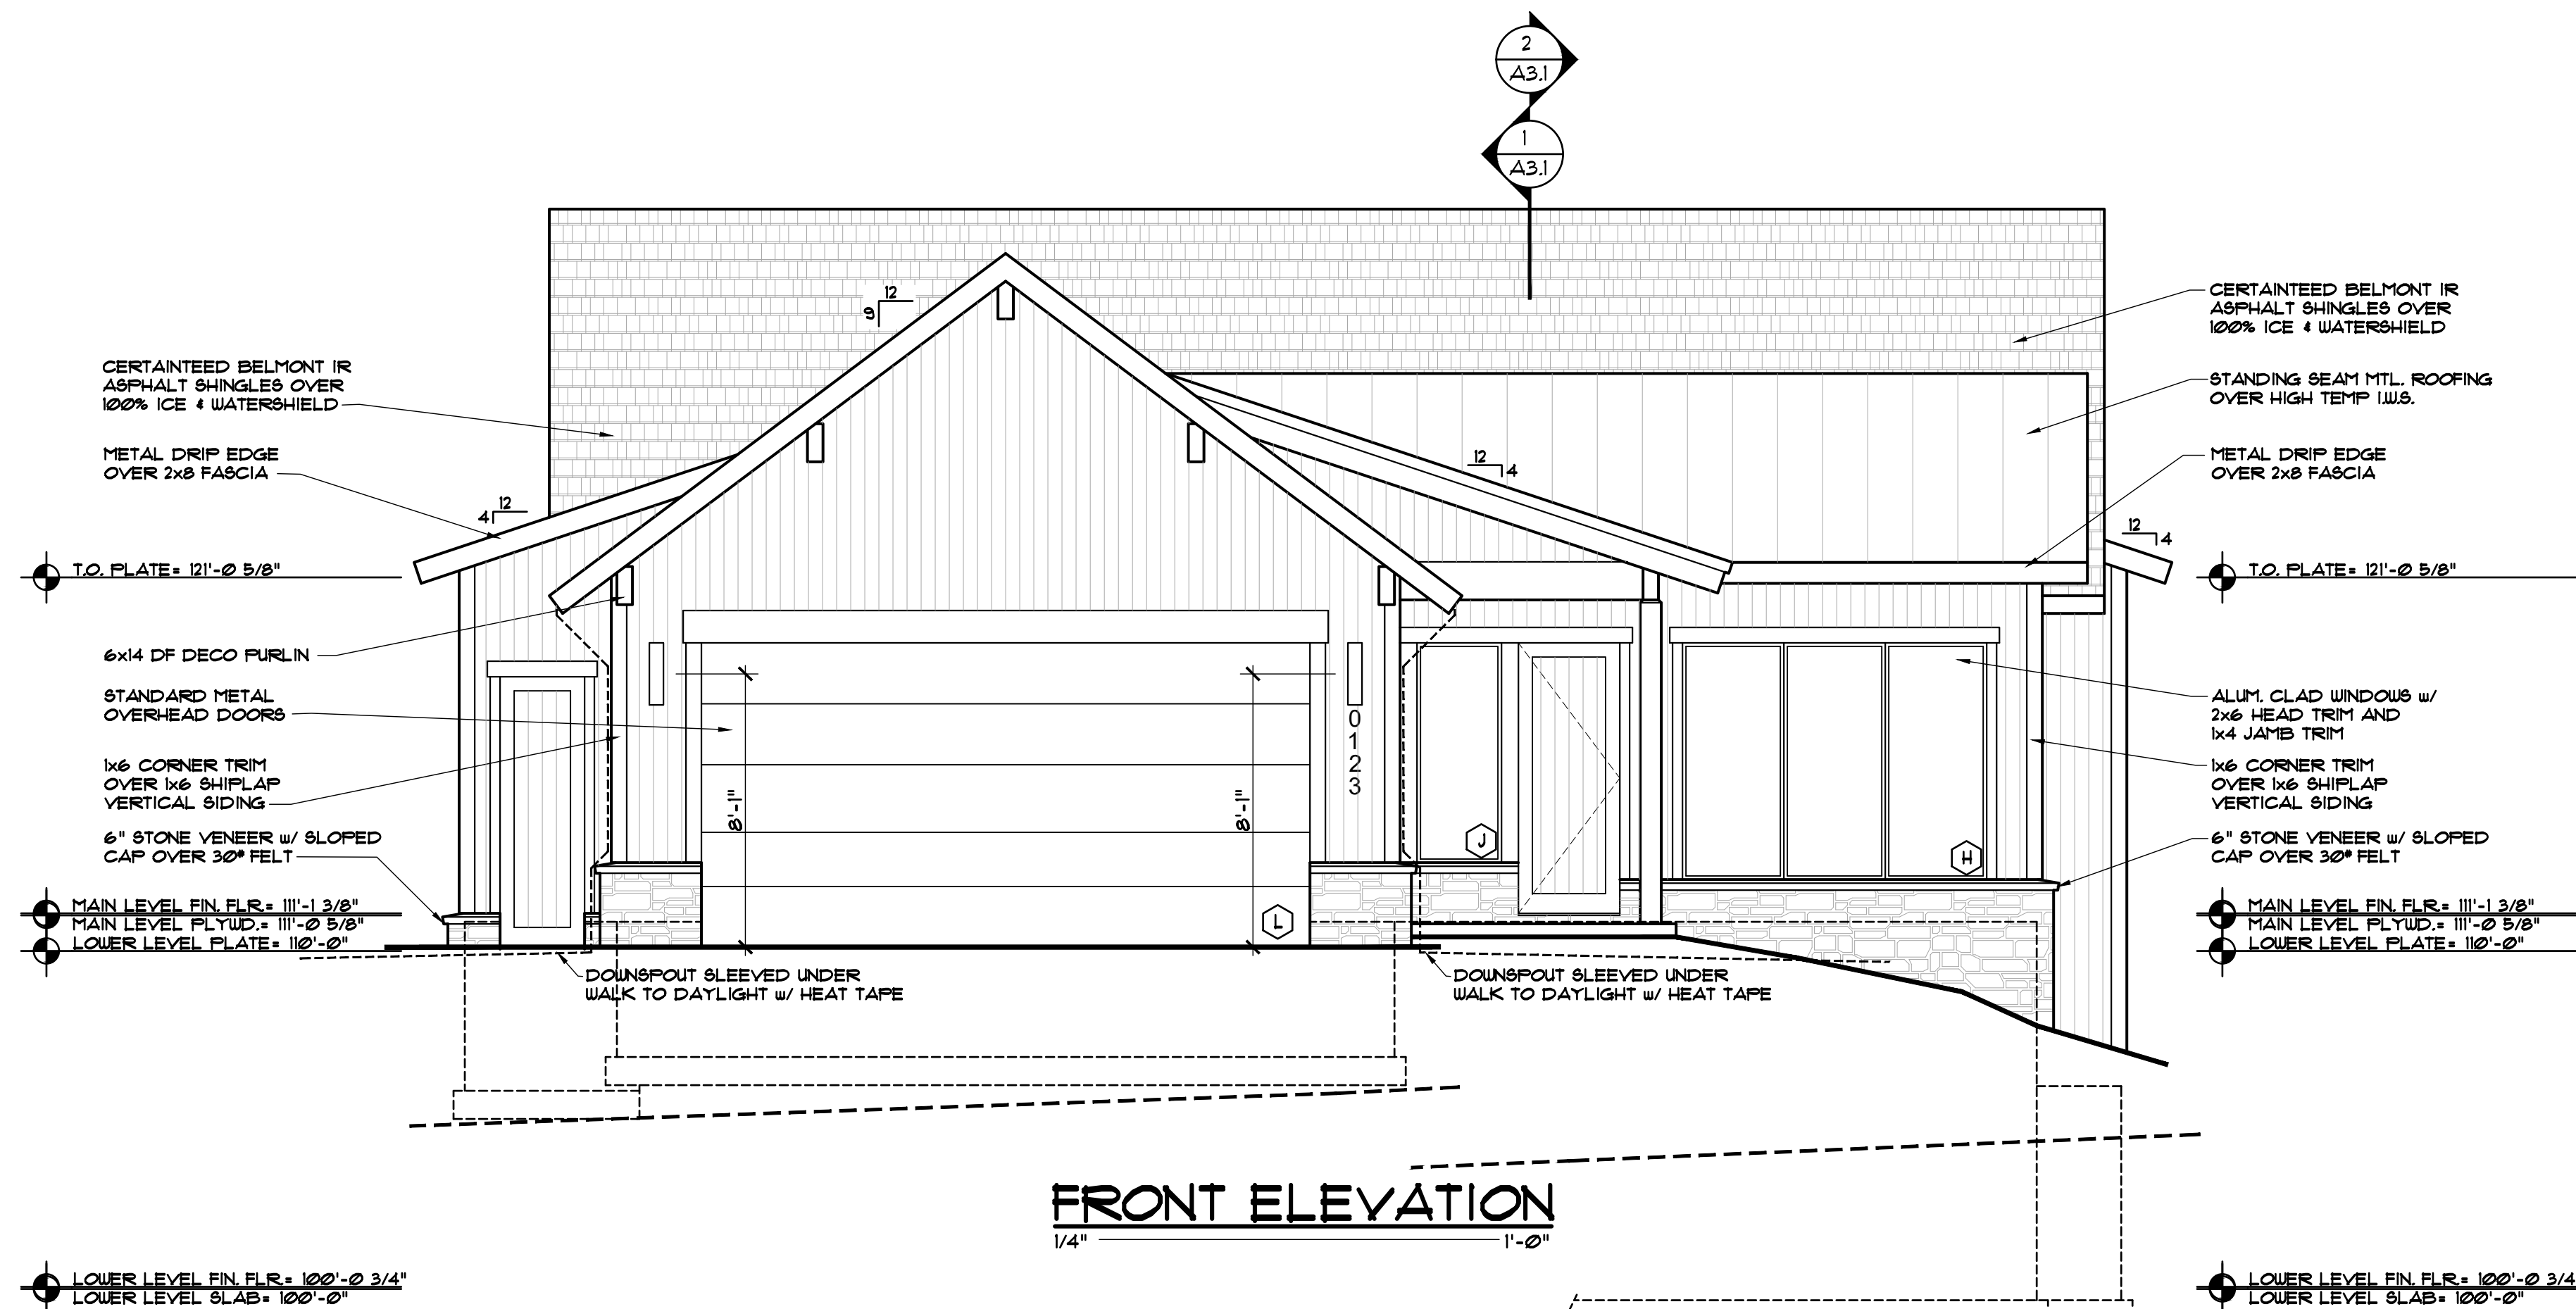 2
A3.1
1
A3.1
12
9
CERTAINTEED BELMONT IR
ASPHALT SHINGLES OVER
100% ICE & WATERSHIELD
METAL DRIP EDGE
OVER 2x8 FASCIA
12
4
T.O. PLATE= 121'-0 5/8"
6x14 DF DECO PURLIN
STANDARD METAL
OVERHEAD DOORS
1x6 CORNER TRIM
OVER 1x6 SHIPLAP
VERTICAL SIDING
6" STONE VENEER w/ SLOPED
CAP OVER 30# FELT
MAIN LEVEL FIN. FLR.= 111'-1 3/8"
MAIN LEVEL PLYWD.= 111'-0 5/8"
LOWER LEVEL PLATE= 110'-0"
8'-1"
8'-1"
0
1
2
3
L
J
H
12
4
DOWNSPOUT SLEEVED UNDER
WALK TO DAYLIGHT w/ HEAT TAPE
DOWNSPOUT SLEEVED UNDER
WALK TO DAYLIGHT w/ HEAT TAPE
CERTAINTEED BELMONT IR
ASPHALT SHINGLES OVER
100% ICE & WATERSHIELD
STANDING SEAM MTL. ROOFING
OVER HIGH TEMP I.W.S.
METAL DRIP EDGE
OVER 2x8 FASCIA
12
4
T.O. PLATE= 121'-0 5/8"
ALUM. CLAD WINDOWS w/
2x6 HEAD TRIM AND
1x4 JAMB TRIM
1x6 CORNER TRIM
OVER 1x6 SHIPLAP
VERTICAL SIDING
6" STONE VENEER w/ SLOPED
CAP OVER 30# FELT
MAIN LEVEL FIN. FLR.= 111'-1 3/8"
MAIN LEVEL PLYWD.= 111'-0 5/8"
LOWER LEVEL PLATE= 110'-0"
FRONT ELEVATION
1/4" 1'-0"
LOWER LEVEL FIN. FLR.= 100'-0 3/4"
LOWER LEVEL SLAB= 100'-0"
LOWER LEVEL FIN. FLR.= 100'-0 3/4
LOWER LEVEL SLAB= 100'-0"